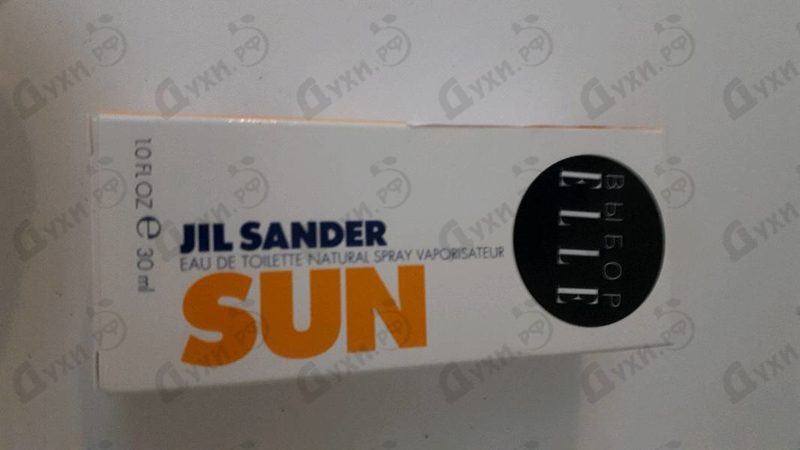 ВЫБОР
ELLE
JIL SANDER
EAU DE TOILETTE NATURAL SPRAY VAPORISATEUR
SUN
1.0 FL OZ e 30 ml
Духи.рф